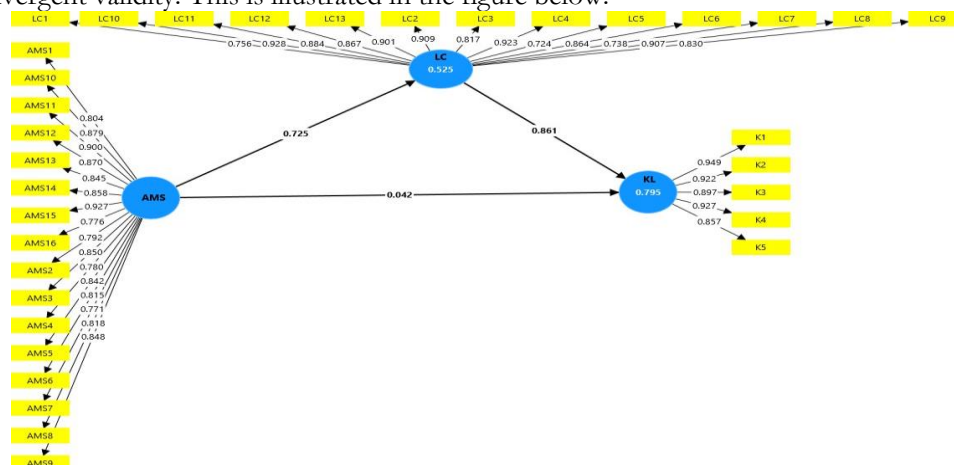 vergent validity. This is illustrated in the figure below.
LC1 LC10 LC11 LC12 LC13 LC2 LC3 LC4 LC5 LC6 LC7 LC8 LC9
0.756 0.928 0.884 0.867 0.901 0.909 0.817 0.923 0.724 0.864 0.738 0.907 0.830
LC
0.525
AMS1
AMS10
AMS11
AMS12
AMS13
AMS14
AMS15
AMS16
AMS2
AMS3
AMS4
AMS5
AMS6
AMS7
AMS8
AMS9
0.804
0.879
0.900
0.870
0.845
0.858
0.927
0.776
0.792
0.850
0.780
0.842
0.815
0.771
0.818
0.848
AMS
0.725
0.861
0.042
KL
0.795
0.949
0.922
0.897
0.927
0.857
K1
K2
K3
K4
K5